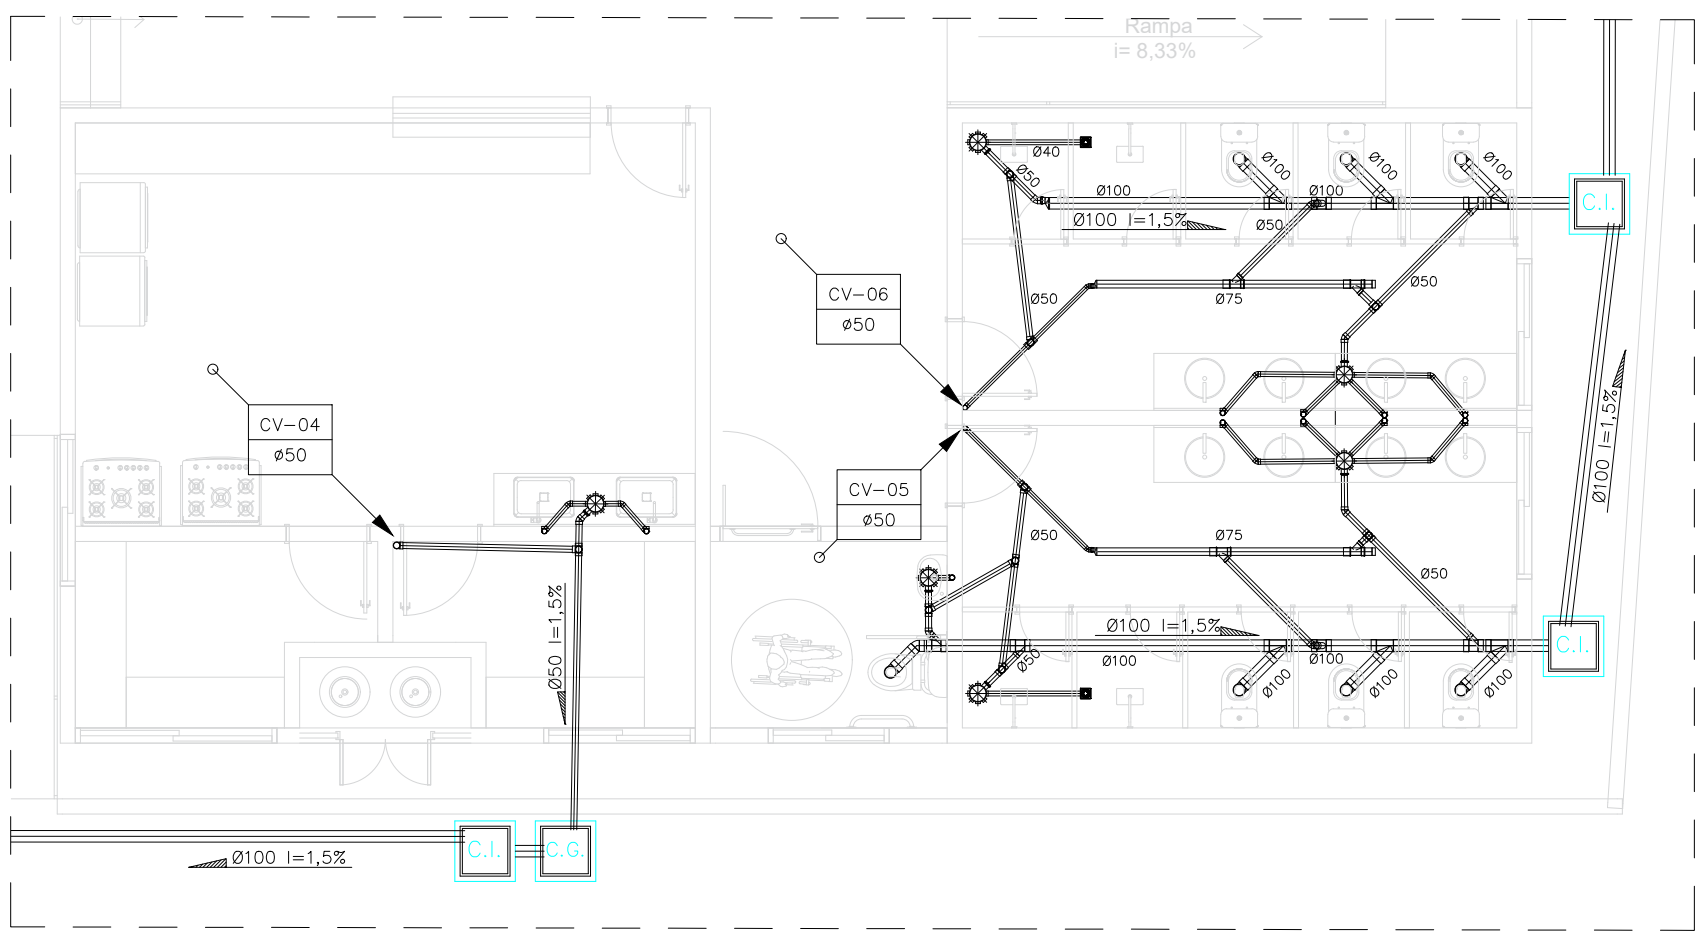 Rampa
i= 8,33%
Ø40
Ø50
Ø100
Ø100
Ø100
Ø100
Ø100
Ø100 I=1,5%
Ø50
C.I.
CV-06
Ø50
Ø50
Ø75
Ø50
CV-04
Ø50
CV-05
Ø50
Ø100 I=1,5%
Ø50
Ø75
Ø50
Ø50 I=1,5%
Ø100 I=1,5%
Ø50
Ø100
Ø100
Ø100
Ø100
Ø100
C.I.
C.I.
C.G.
Ø100 I=1,5%